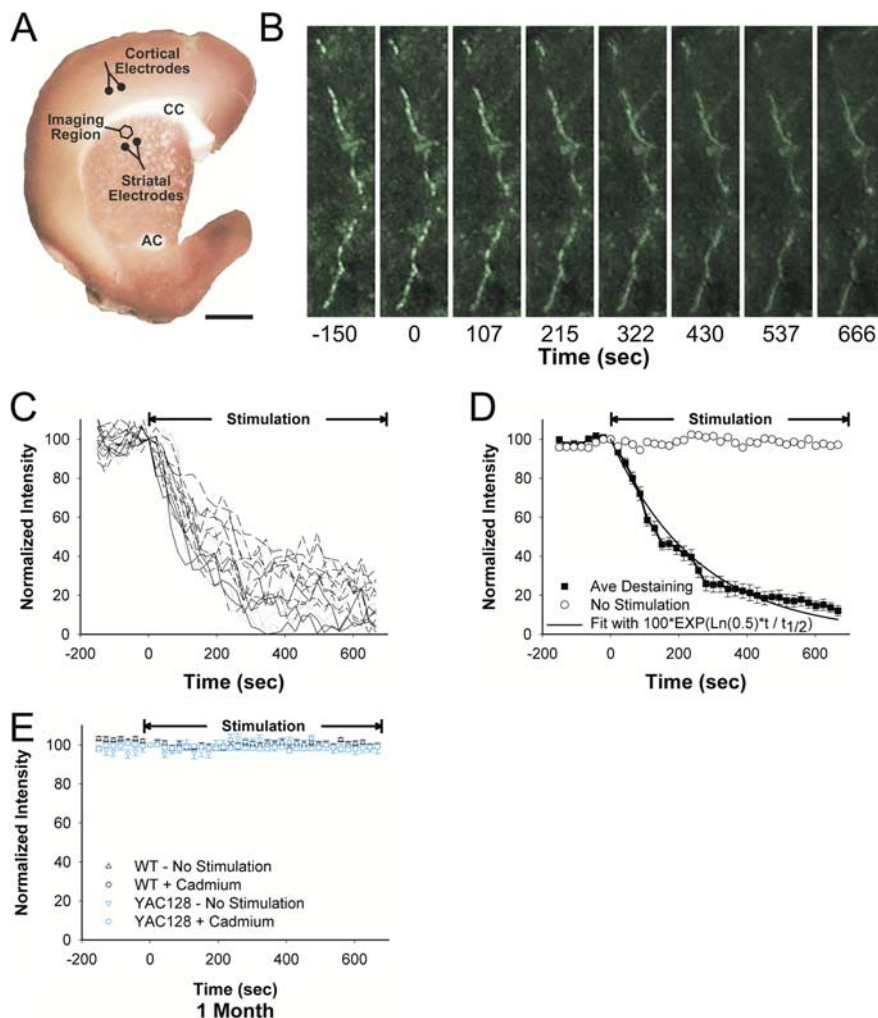 A
Cortical
Electrodes
CC
Imaging
Region
Striatal
Electrodes
AC
B
-150 0 107 215 322 430 537 666
Time (sec)
C
Stimulation
Normalized Intensity
100
80
60
40
20
0
-200 0 200 400 600
Time (sec)
D
Stimulation
Normalized Intensity
100
80
60
40
20
0
Ave Destaining
No Stimulation
Fit with 100*EXP(Ln(0.5)*t / t1/2)
-200 0 200 400 600
Time (sec)
E
Stimulation
Normalized Intensity
100
80
60
40
20
0
WT - No Stimulation
WT + Cadmium
YAC128 - No Stimulation
YAC128 + Cadmium
-200 0 200 400 600
Time (sec)
1 Month